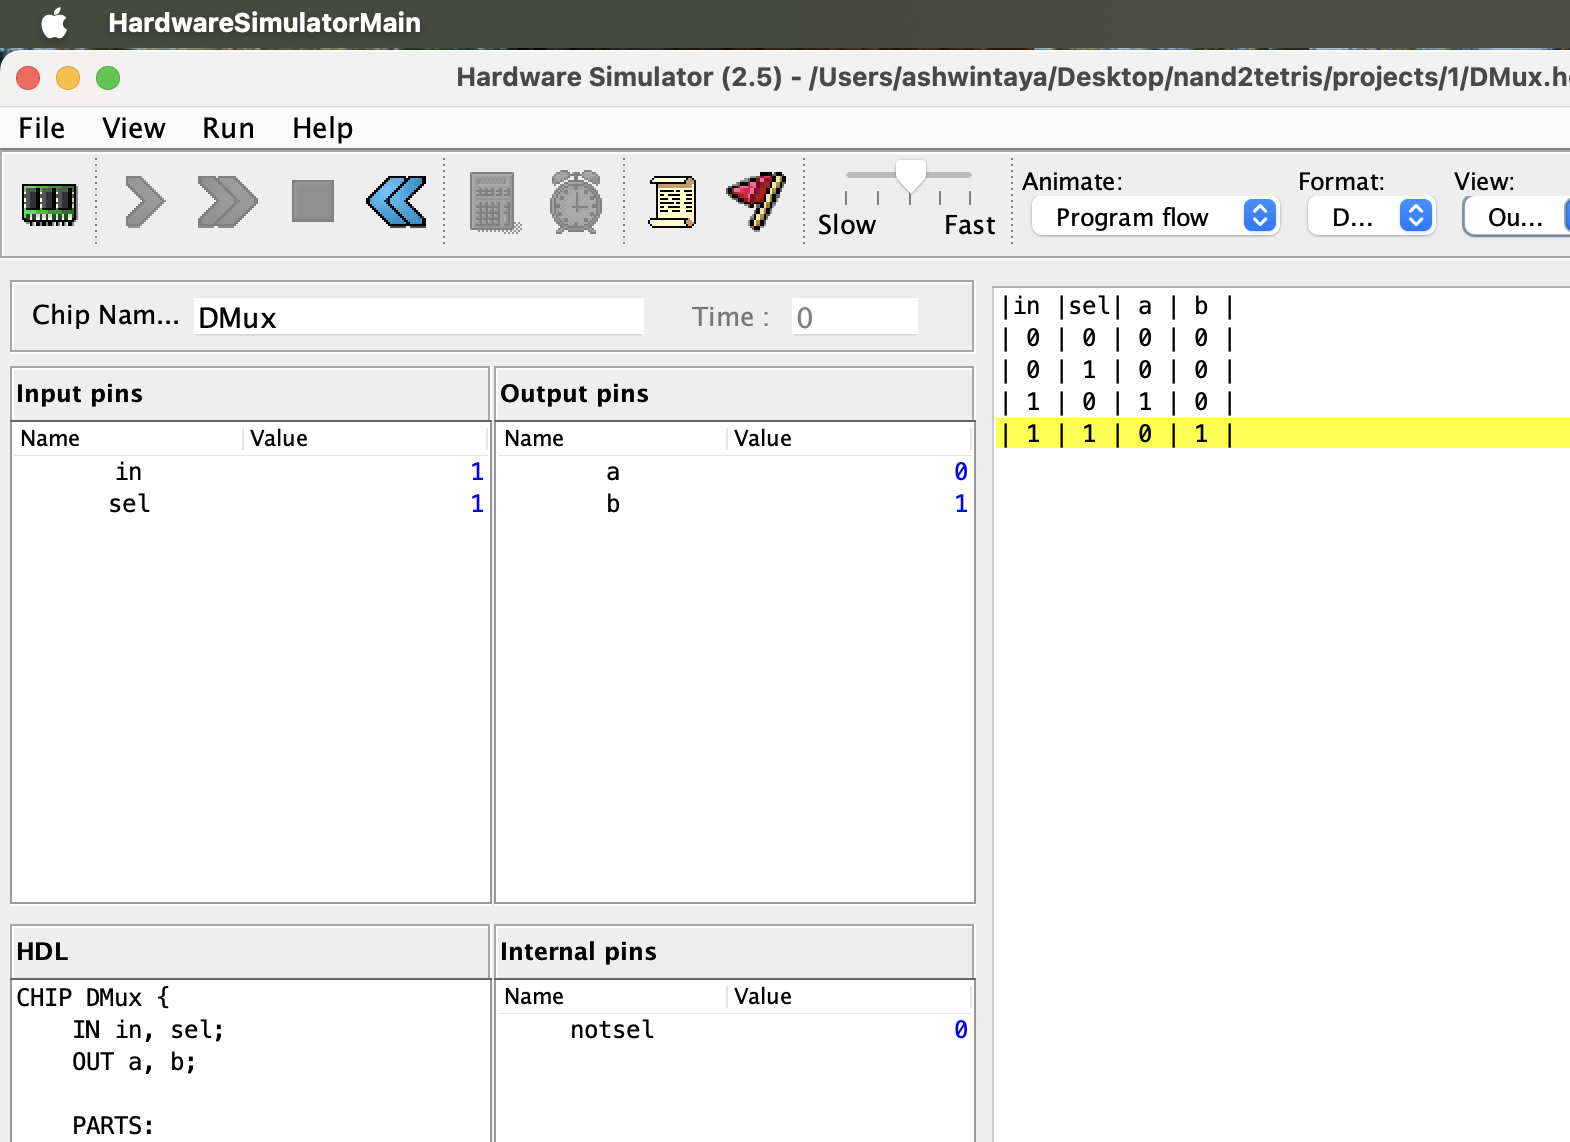 HardwareSimulatorMain
Hardware Simulator (2.5) - /Users/ashwintaya/Desktop/nand2tetris/projects/1/DMux.h
File View Run Help
Slow Fast
Animate: Format: View:
Program flow D... Ou...
Chip Nam... DMux Time : 0
Input pins
Name Value
in 1
sel 1
Output pins
Name Value
a 0
b 1
|in |sel| a | b |
| 0 | 0 | 0 | 0 |
| 0 | 1 | 0 | 0 |
| 1 | 0 | 1 | 0 |
| 1 | 1 | 0 | 1 |
HDL
CHIP DMux {
IN in, sel;
OUT a, b;
PARTS:
Internal pins
Name Value
notsel 0